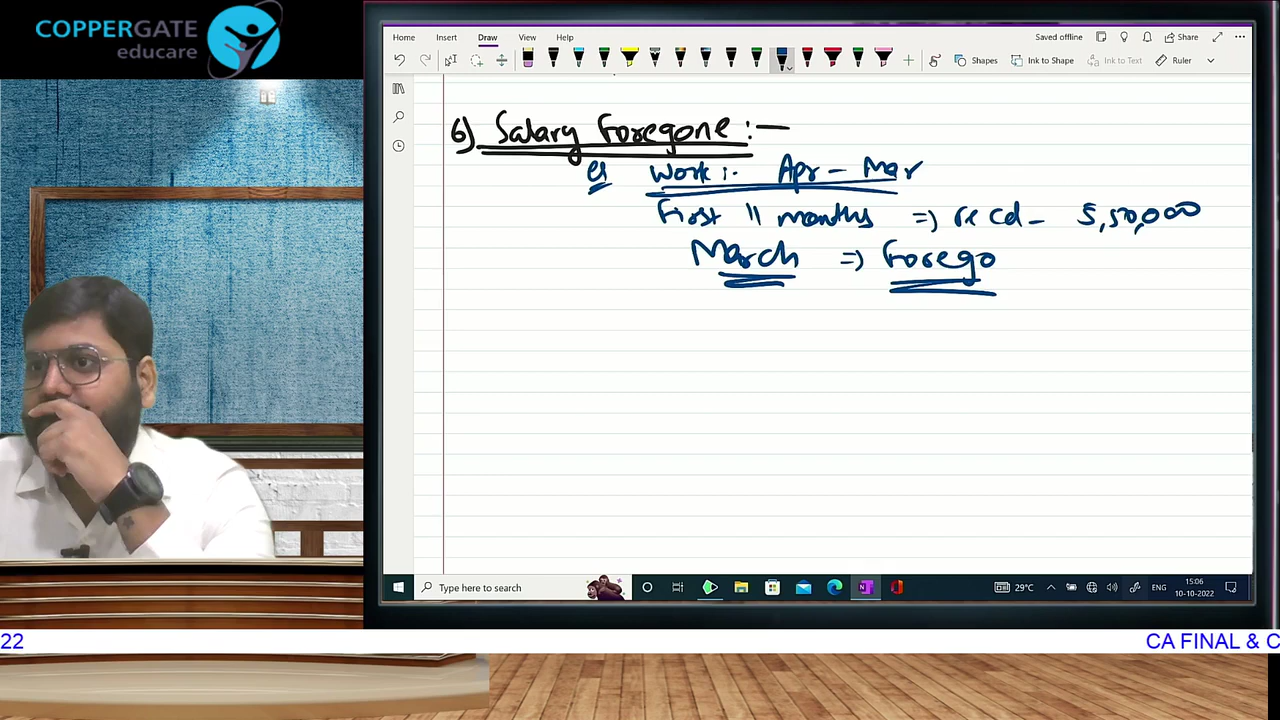 COPPERGATE
educare
Home Insert Draw View Help
Saved offline Share
Shapes Ink to Shape Ink to Text Ruler
6) Salary Foregone :-
eg Work :- Apr - Mar
First 11 months => recd - 5,50,000
March => Forego
Type here to search
29°C ENG 15:06
10-10-2022
22 CA FINAL & C